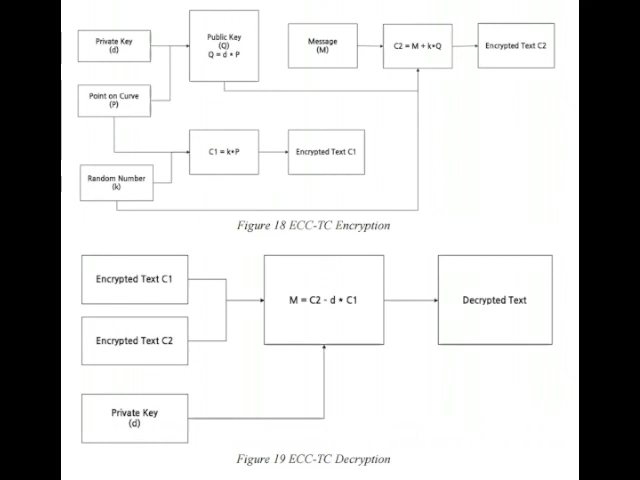 Private Key
(d)
Public Key
(Q)
Q = d * P
Message
(M)
C2 = M + k*Q
Encrypted Text C2
Point on Curve
(P)
C1 = k*P
Encrypted Text C1
Random Number
(k)
Figure 18 ECC-TC Encryption
Encrypted Text C1
M = C2 - d * C1
Decrypted Text
Encrypted Text C2
Private Key
(d)
Figure 19 ECC-TC Decryption